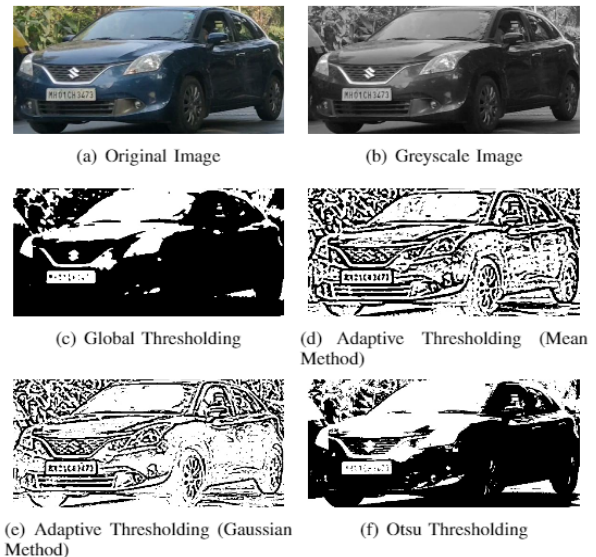 MH01CH3473
MH01CH3473
(a) Original Image
(b) Greyscale Image
(c) Global Thresholding
(d) Adaptive Thresholding (Mean
Method)
(e) Adaptive Thresholding (Gaussian
Method)
(f) Otsu Thresholding